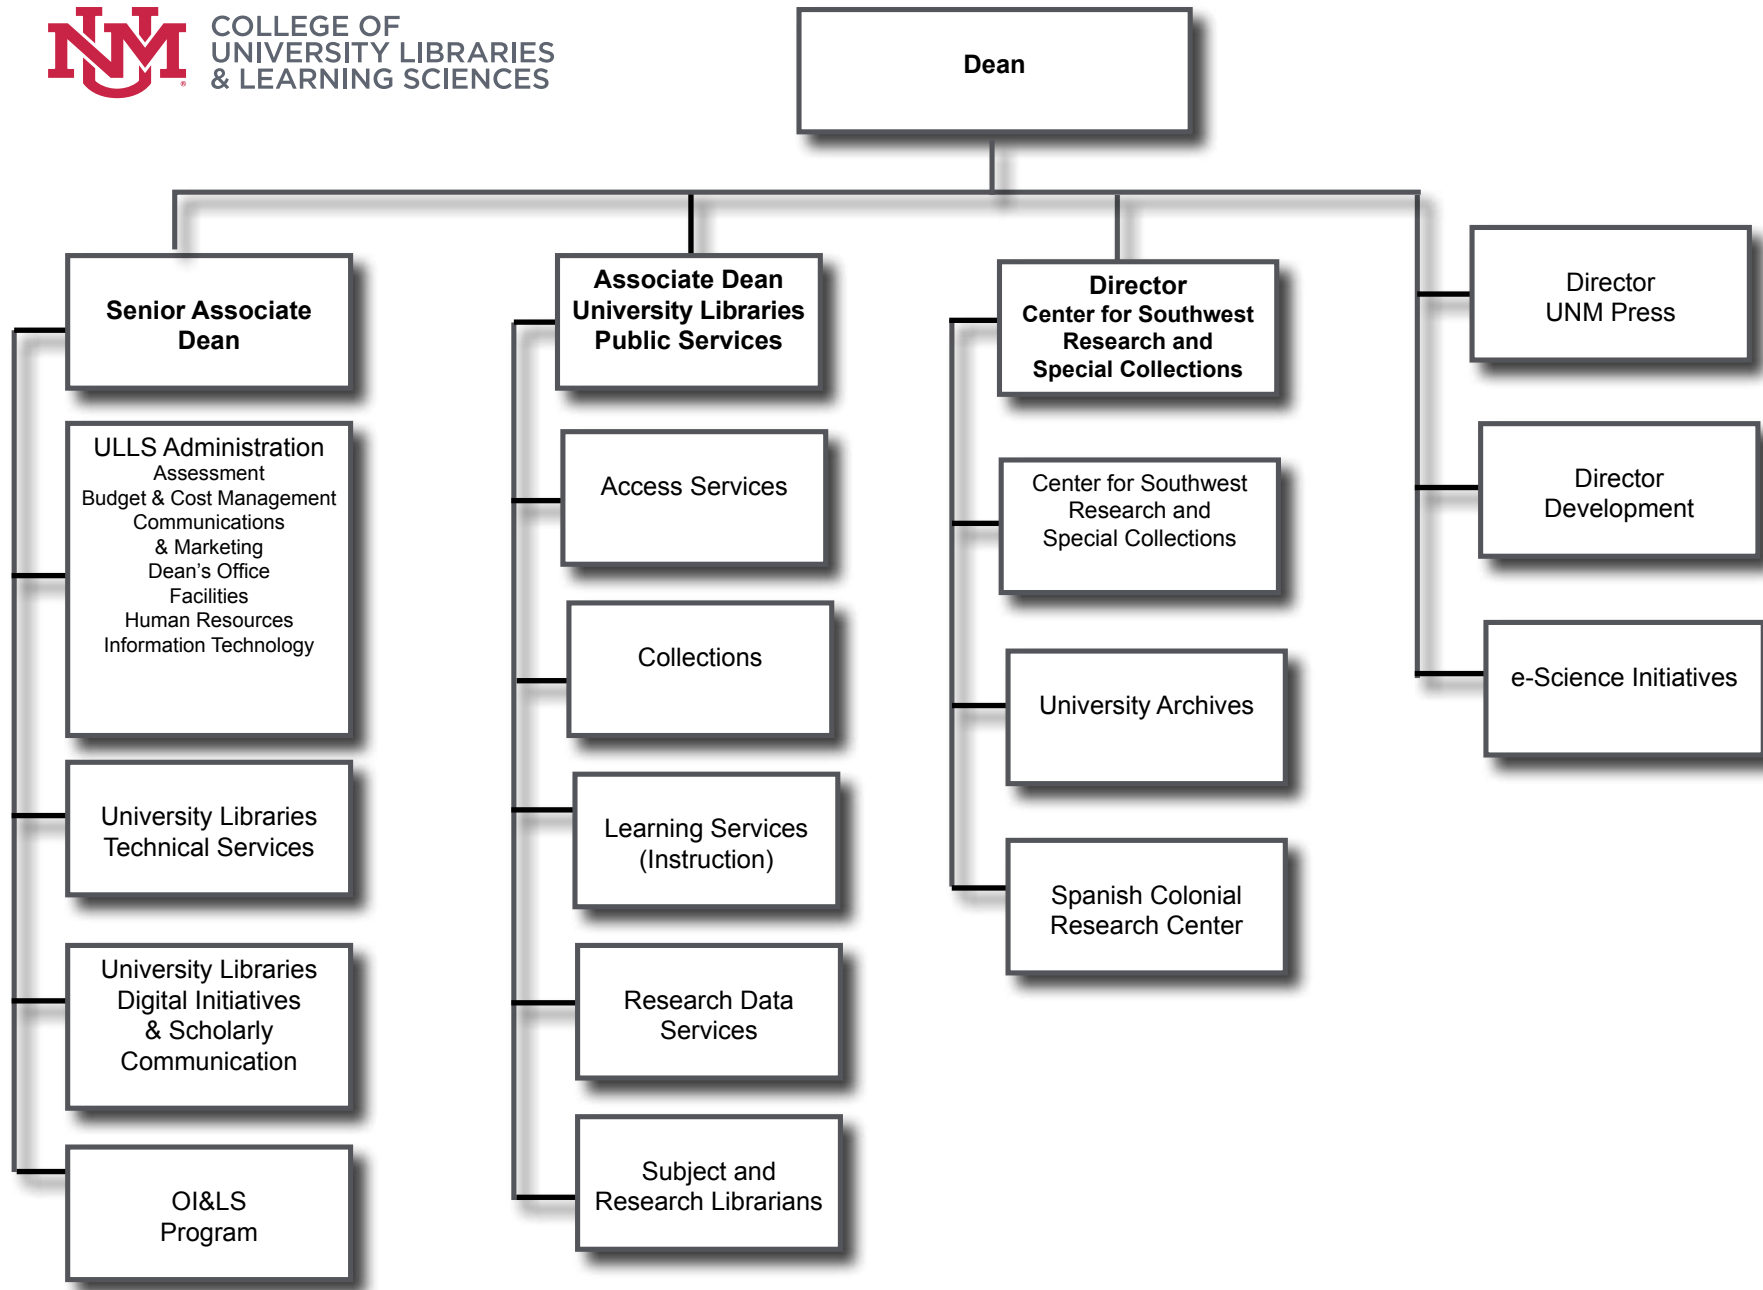 UNM
COLLEGE OF
UNIVERSITY LIBRARIES
& LEARNING SCIENCES
Dean
Senior Associate
Dean
ULLS Administration
Assessment
Budget & Cost Management
Communications
& Marketing
Dean’s Office
Facilities
Human Resources
Information Technology
University Libraries
Technical Services
University Libraries
Digital Initiatives
& Scholarly
Communication
OI&LS
Program
Associate Dean
University Libraries
Public Services
Access Services
Collections
Learning Services
(Instruction)
Research Data
Services
Subject and
Research Librarians
Director
Center for Southwest
Research and
Special Collections
Center for Southwest
Research and
Special Collections
University Archives
Spanish Colonial
Research Center
Director
UNM Press
Director
Development
e-Science Initiatives